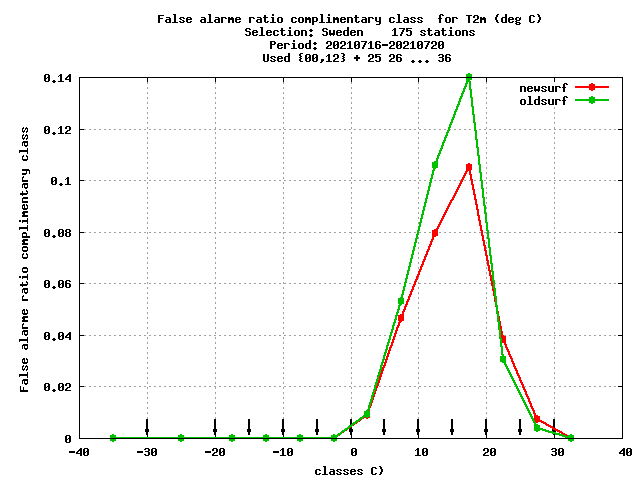 False alarme ratio complimentary class  for T2m (deg C)
Selection: Sweden    175 stations
Period: 20210716-20210720
Used {00,12} + 25 26 ... 36
newsurf
oldsurf
False alarme ratio complimentary class
0.14
0.12
0.1
0.08
0.06
0.04
0.02
0
-40 -30 -20 -10 0 10 20 30 40
classes C)